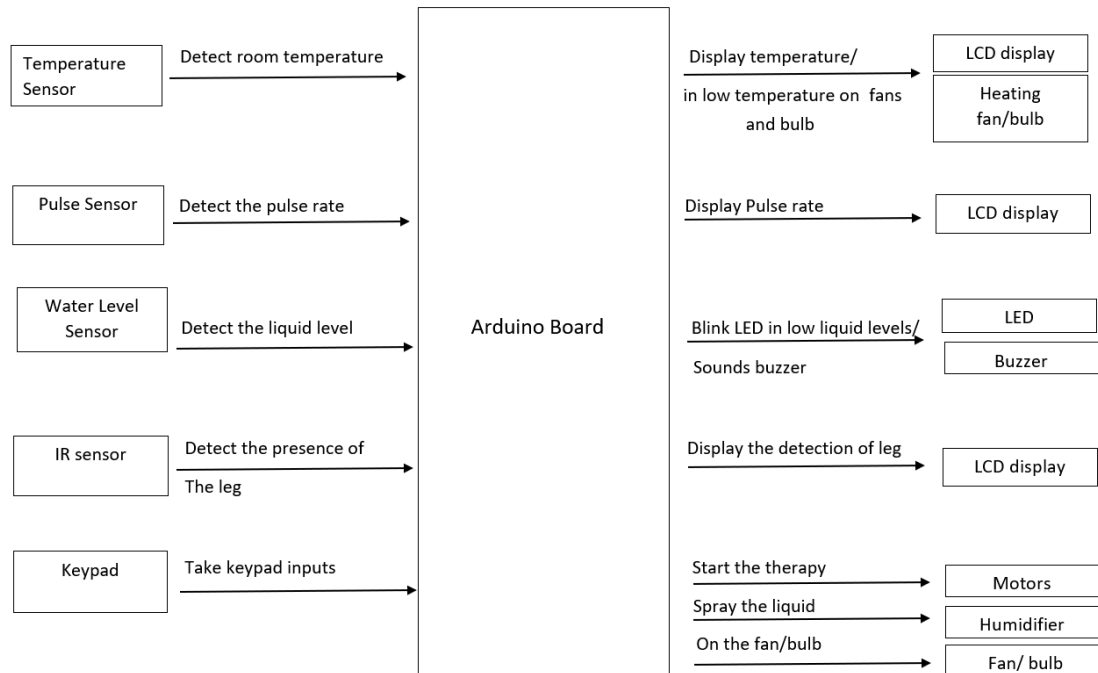 Temperature
Sensor
Detect room temperature
Display temperature/
in low temperature on fans
and bulb
LCD display
Heating
fan/bulb
Pulse Sensor
Detect the pulse rate
Display Pulse rate
LCD display
Water Level
Sensor
Detect the liquid level
Arduino Board
Blink LED in low liquid levels/
Sounds buzzer
LED
Buzzer
IR sensor
Detect the presence of
The leg
Display the detection of leg
LCD display
Keypad
Take keypad inputs
Start the therapy
Motors
Spray the liquid
Humidifier
On the fan/bulb
Fan/ bulb